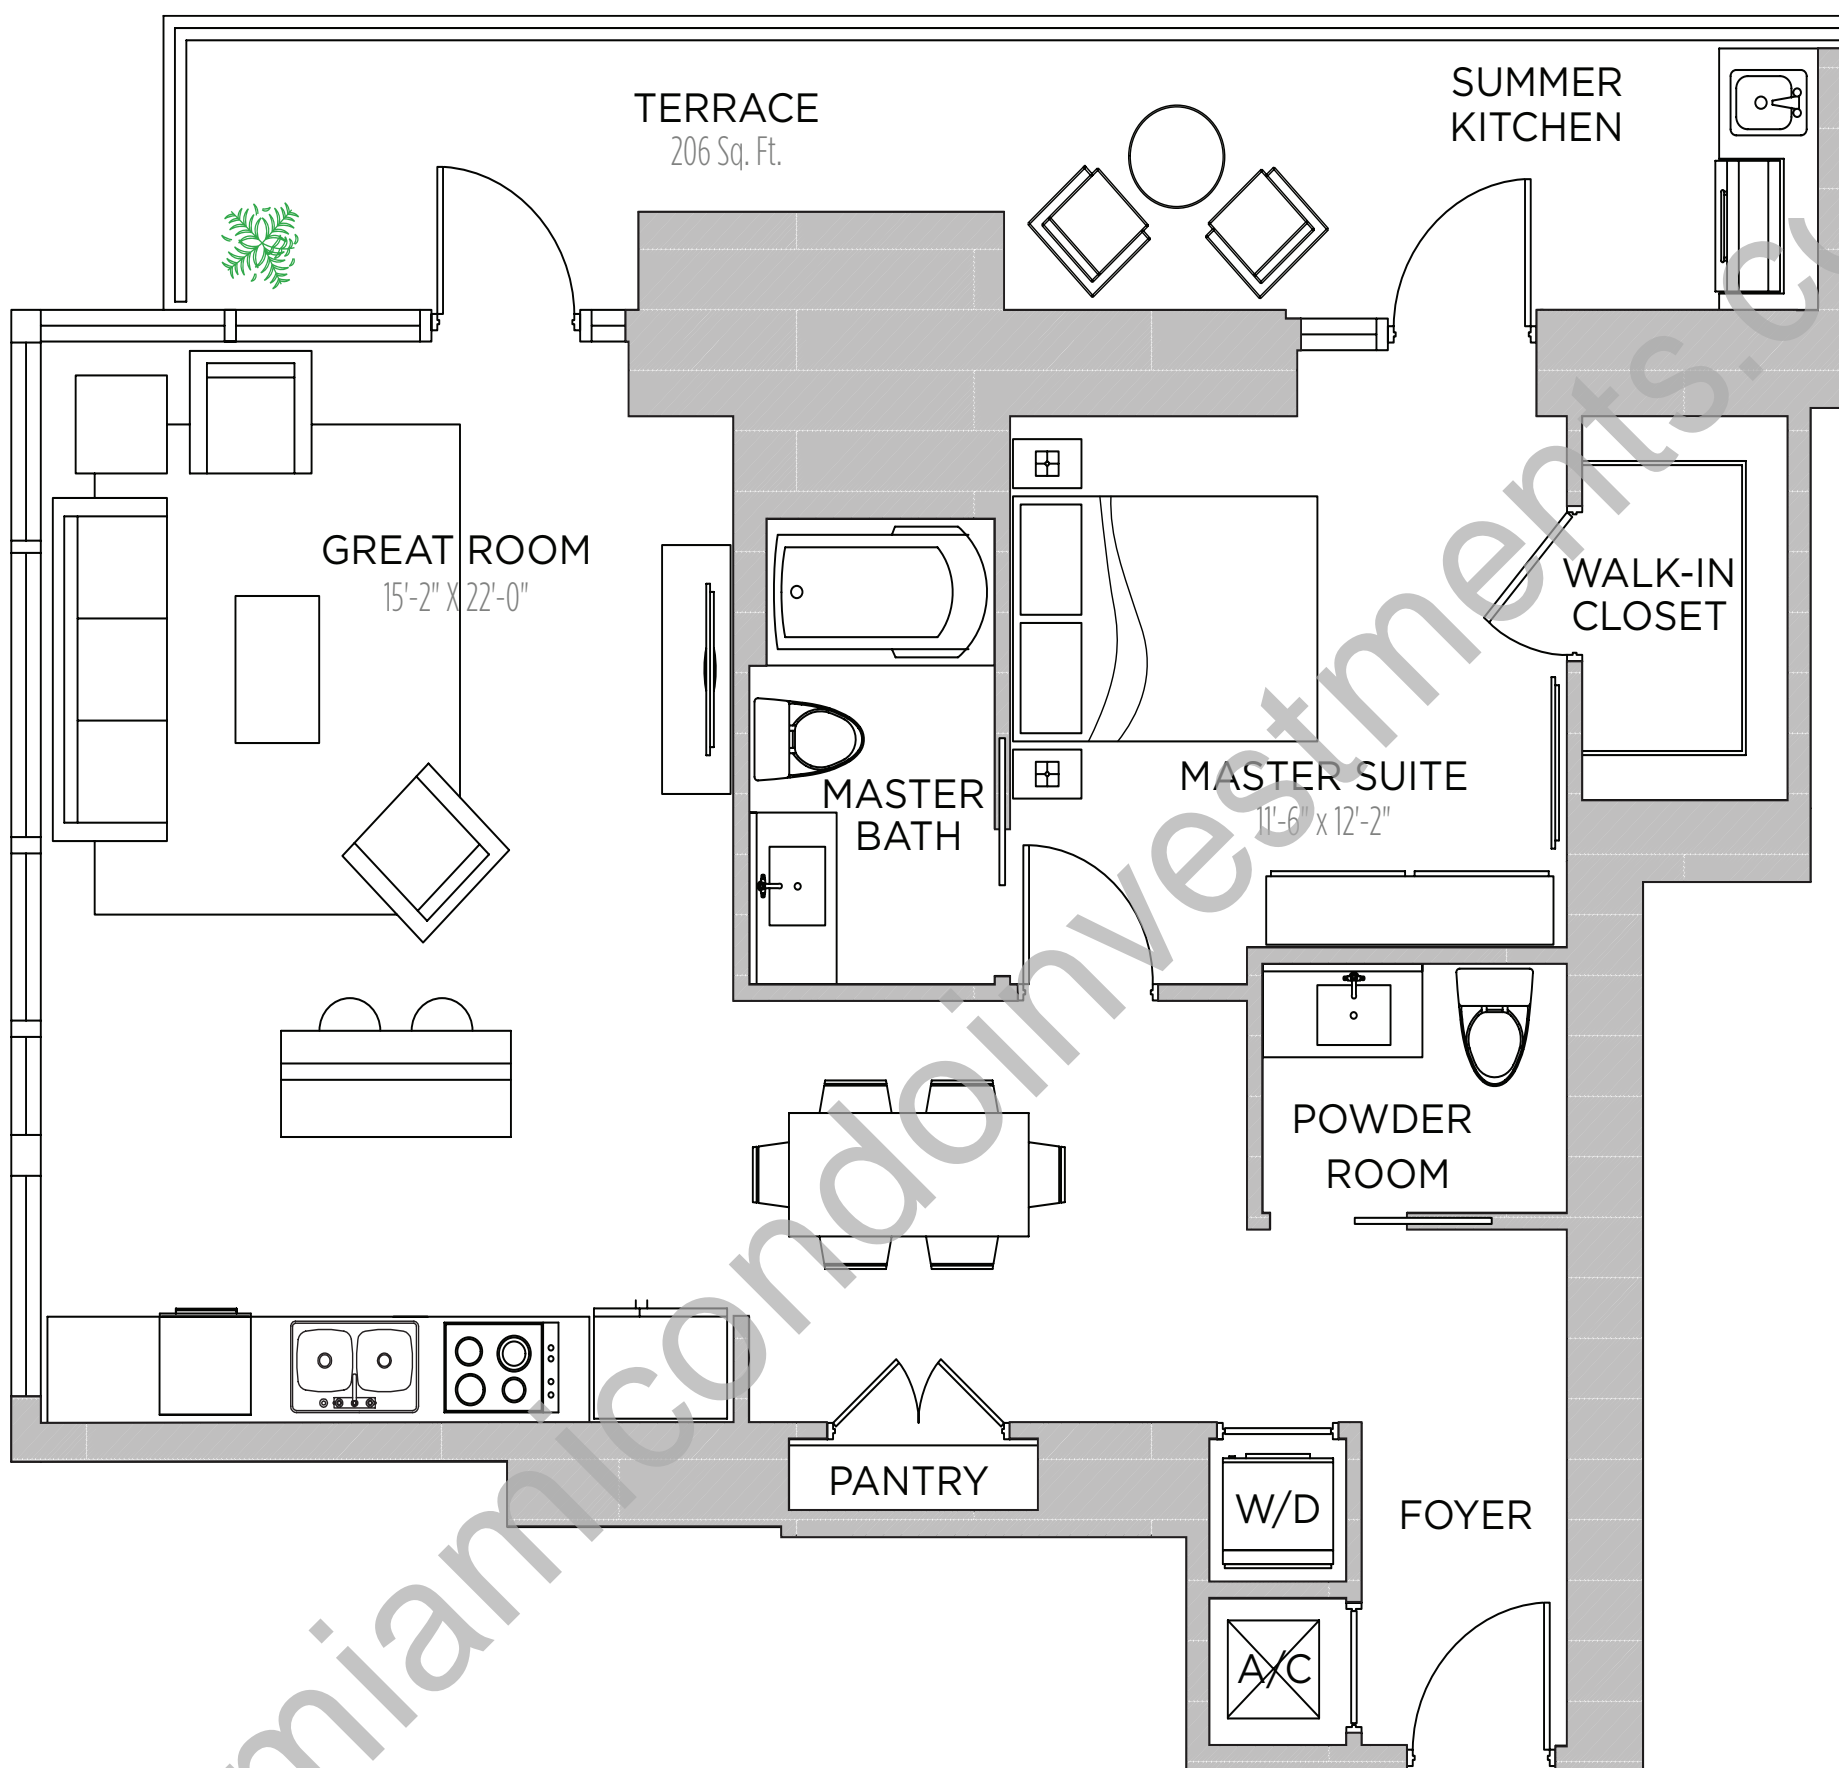 TERRACE
206 Sq. Ft.
SUMMER
KITCHEN
GREAT ROOM
15'-2" X 22'-0"
WALK-IN
CLOSET
MASTER SUITE
11'-6" x 12'-2"
MASTER
BATH
POWDER
ROOM
PANTRY
W/D
FOYER
A/C
miamicondoinvestments.co